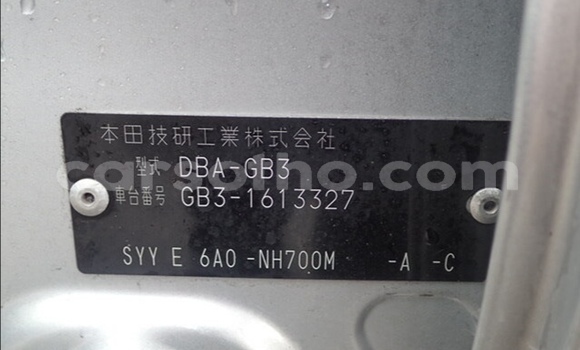 本田技研工業株式会社
型式 DBA-GB3
車台番号 GB3-1613327
SYY E 6A0 -NH700M -A -C